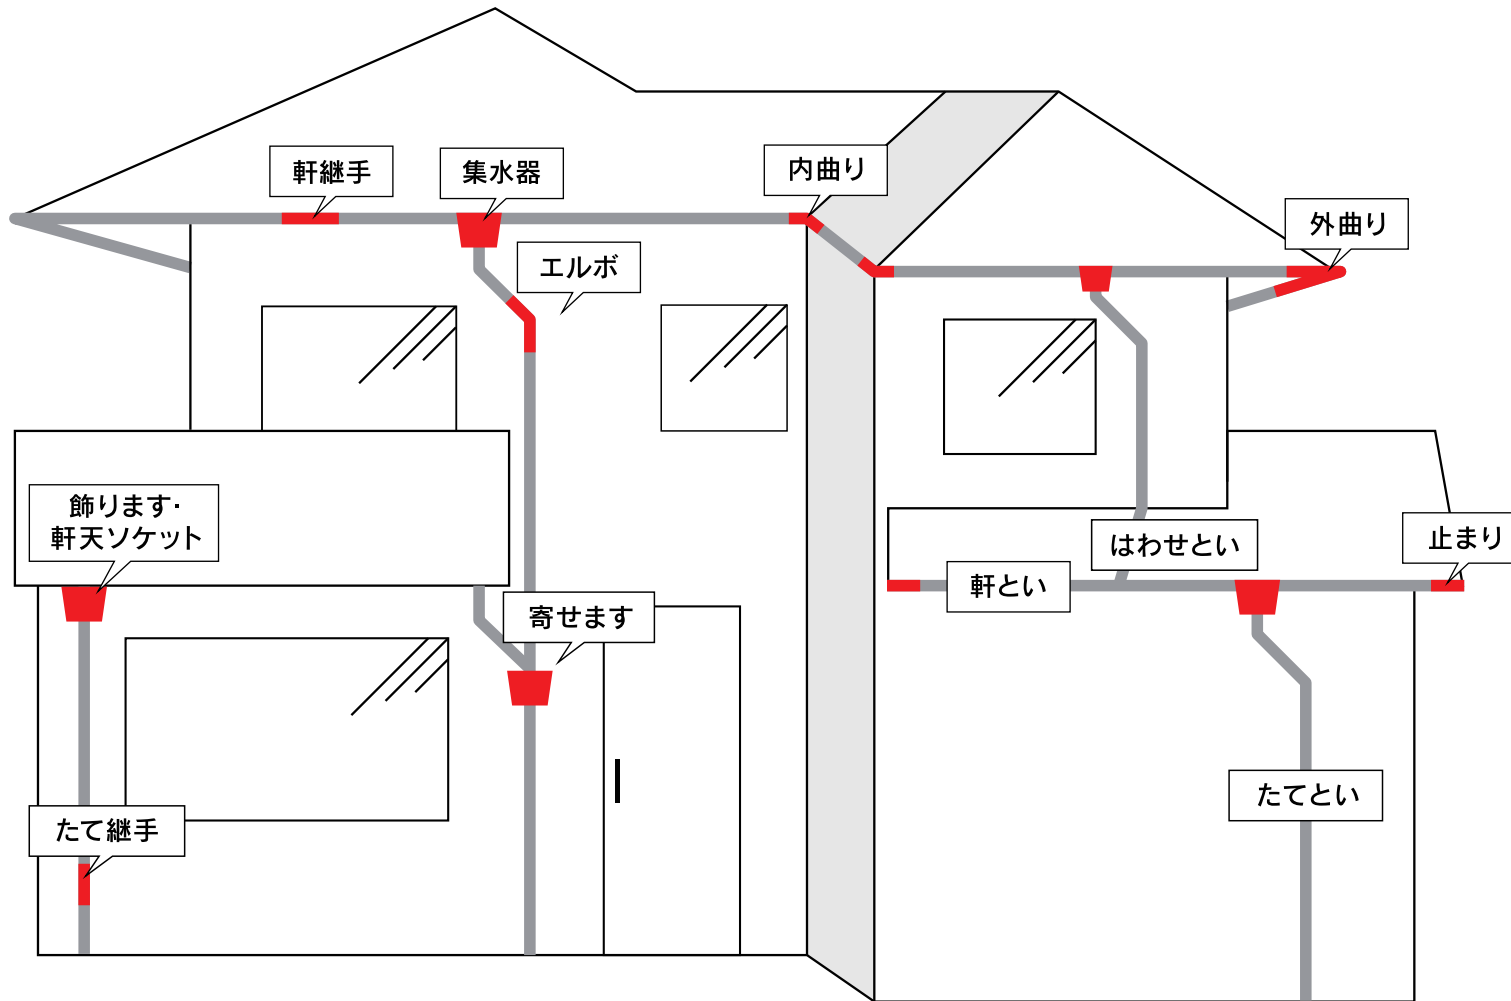 軒継手
集水器
内曲り
外曲り
エルボ
飾ります・
軒天ソケット
はわせとい
止まり
軒とい
寄せます
たてとい
たて継手